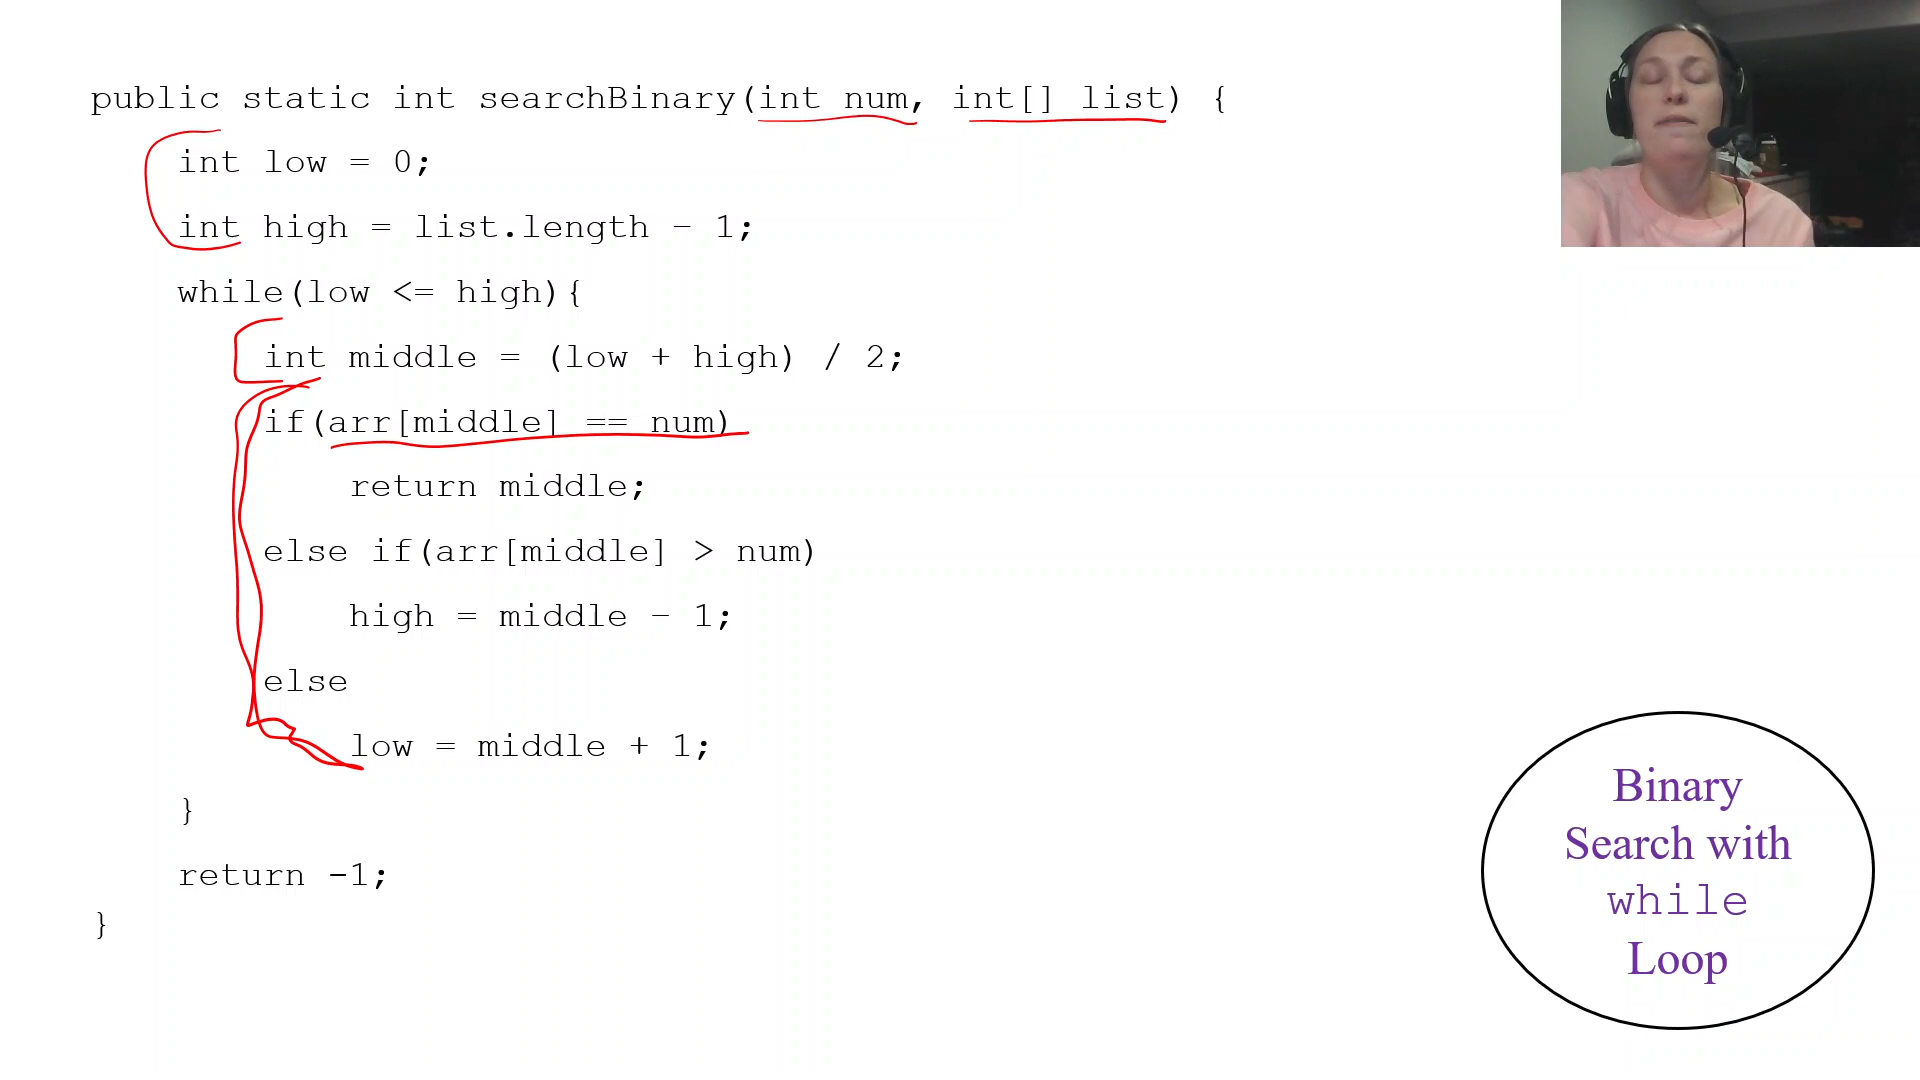 public static int searchBinary(int num, int[] list) {
int low = 0;
int high = list.length - 1;
while(low <= high){
int middle = (low + high) / 2;
if(arr[middle] == num)
return middle;
else if(arr[middle] > num)
high = middle - 1;
else
low = middle + 1;
}
return -1;
}
Binary
Search with
while
Loop